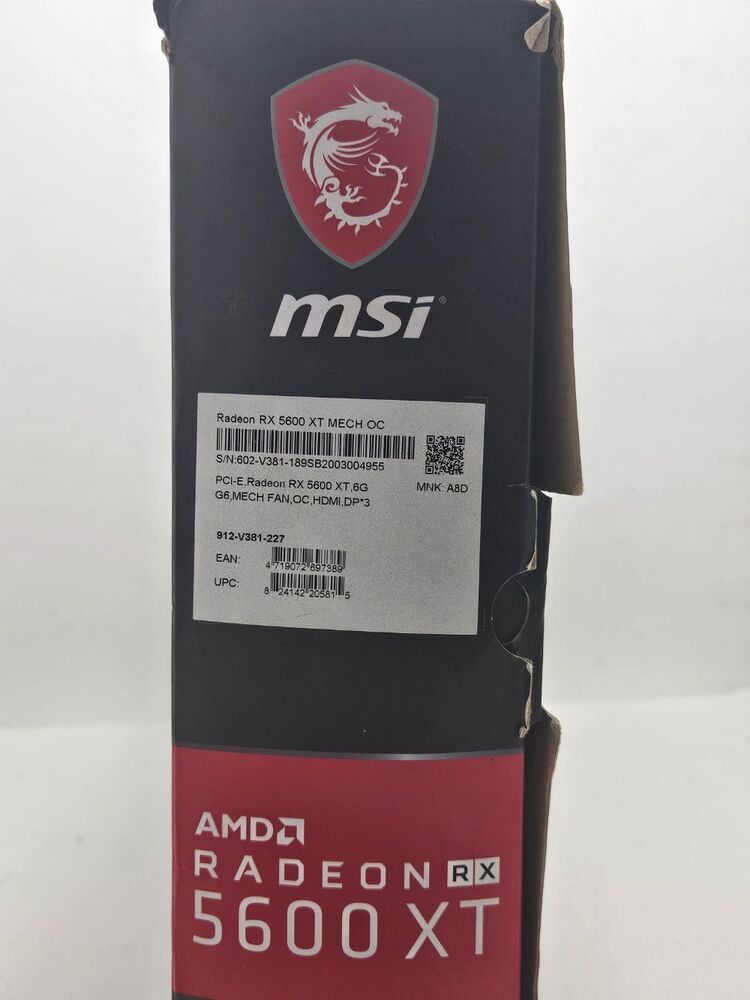 msi®
Radeon RX 5600 XT MECH OC
S/N:602-V381-189SB2003004955
PCI-E,Radeon RX 5600 XT,6G
G6,MECH FAN,OC,HDMI,DP*3
MNK: A8D
912-V381-227
EAN:
4 719072 697389
UPC:
8 24142 20581 5
AMD
RADEON RX
5600 XT